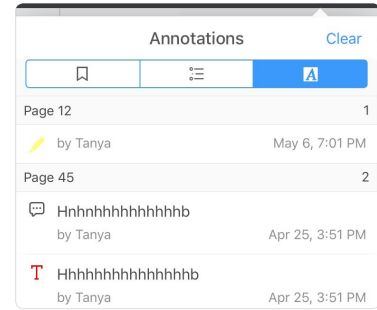 Annotations Clear
A
Page 12 1
by Tanya May 6, 7:01 PM
Page 45 2
Hnhnhhhhhhhhhhb
by Tanya Apr 25, 3:51 PM
T Hhhhhhhhhhhhhhhb
by Tanya Apr 25, 3:51 PM